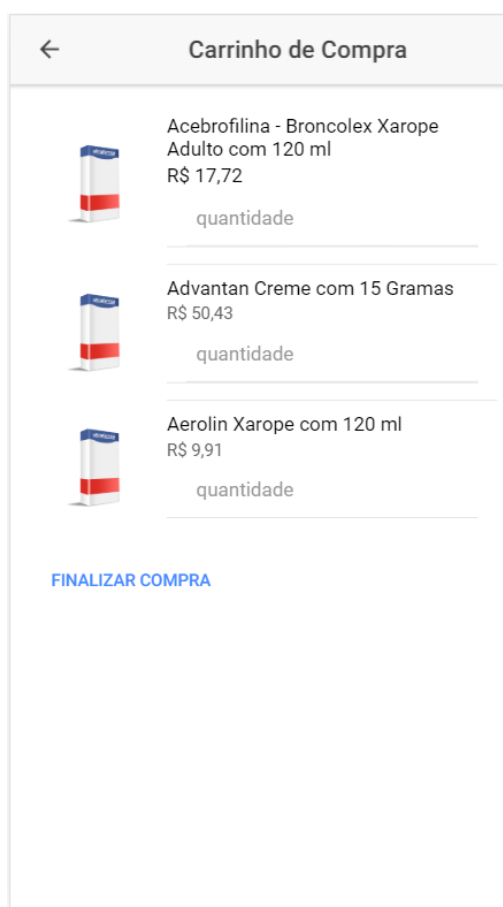 Carrinho de Compra
Acebrofilina - Broncolex Xarope
Adulto com 120 ml
R$ 17,72
quantidade
Advantan Creme com 15 Gramas
R$ 50,43
quantidade
Aerolin Xarope com 120 ml
R$ 9,91
quantidade
FINALIZAR COMPRA